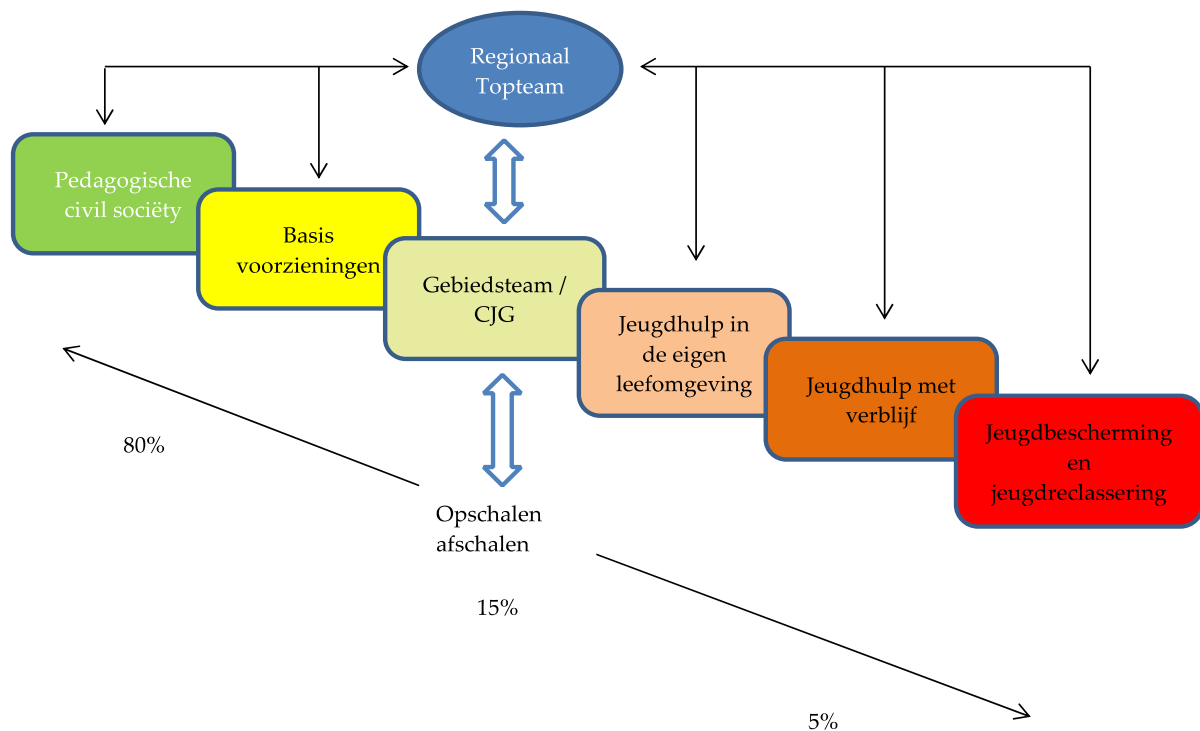 Regionaal
Topteam
Pedagogische
civil sociëty
Basis
voorzieningen
Gebiedsteam /
CJG
Jeugdhulp in
de eigen
leefomgeving
Jeugdhulp met
verblijf
Jeugdbescherming
en
jeugdreclassering
80%
Opschalen
afschalen
15%
5%